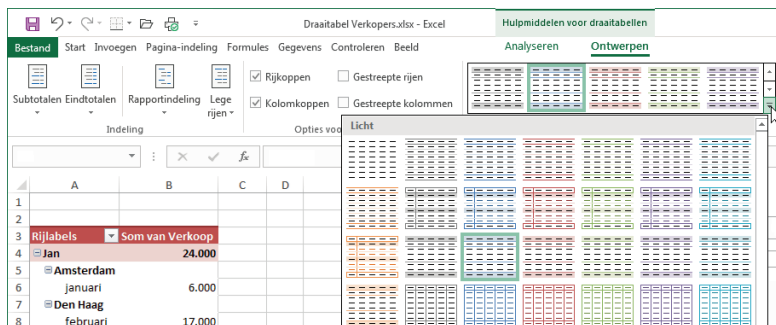 Draaitabel Verkopers.xlsx - Excel
Hulpmiddelen voor draaitabellen
Bestand Start Invoegen Pagina-indeling Formules Gegevens Controleren Beeld Analyseren Ontwerpen
Subtotalen Eindtotalen Rapportindeling Lege rijen
Rijkoppen Gestreepte rijen
Kolomkoppen Gestreepte kolommen
Indeling
Opties voo
Licht
fx
A B C D
1
2
3 Rijlabels Som van Verkoop
4 Jan 24.000
5 Amsterdam
6 januari 6.000
7 Den Haag
8 februari 17.000